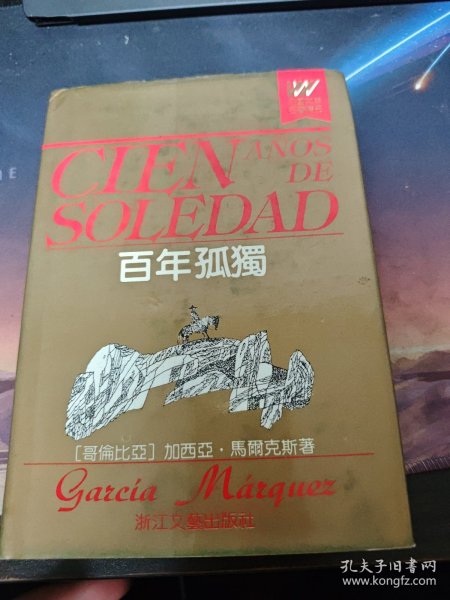 W
CIEN AÑOS
DE
SOLEDAD
百年孤獨
[哥倫比亞] 加西亞·馬爾克斯著
García Márquez
浙江文藝出版社
孔夫子旧书网
www.kongfz.com